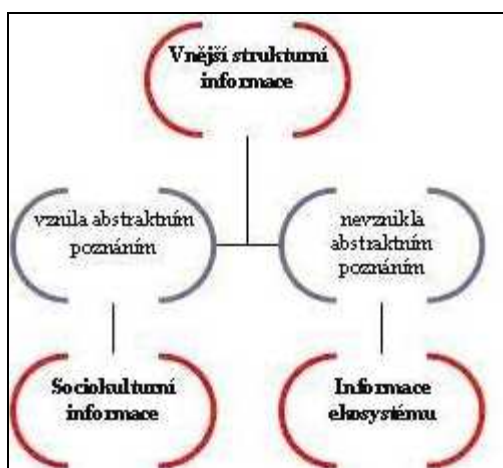 Vnější strukturní
informace
vznila abstraktním
poznáním
nevznikla
abstraktním
poznáním
Sociokulturní
informace
Informace
ekosystému